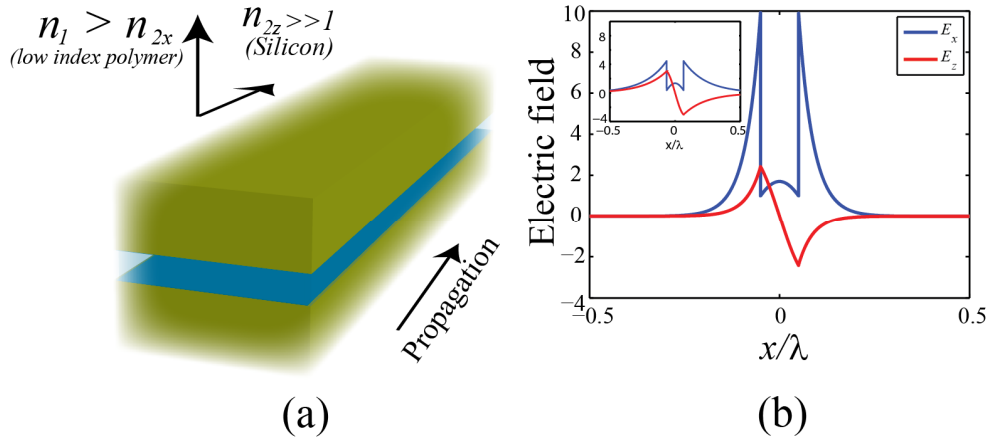 n₁ > n₂ₓ
(low index polymer)
n₂z >>1
(Silicon)
Propagation
(a)
Electric field
10
8
6
4
2
0
−2
−4
−0.5
0
0.5
x/λ
Eₓ
E_z
8
4
0
−4
−0.5
0
0.5
x/λ
(b)